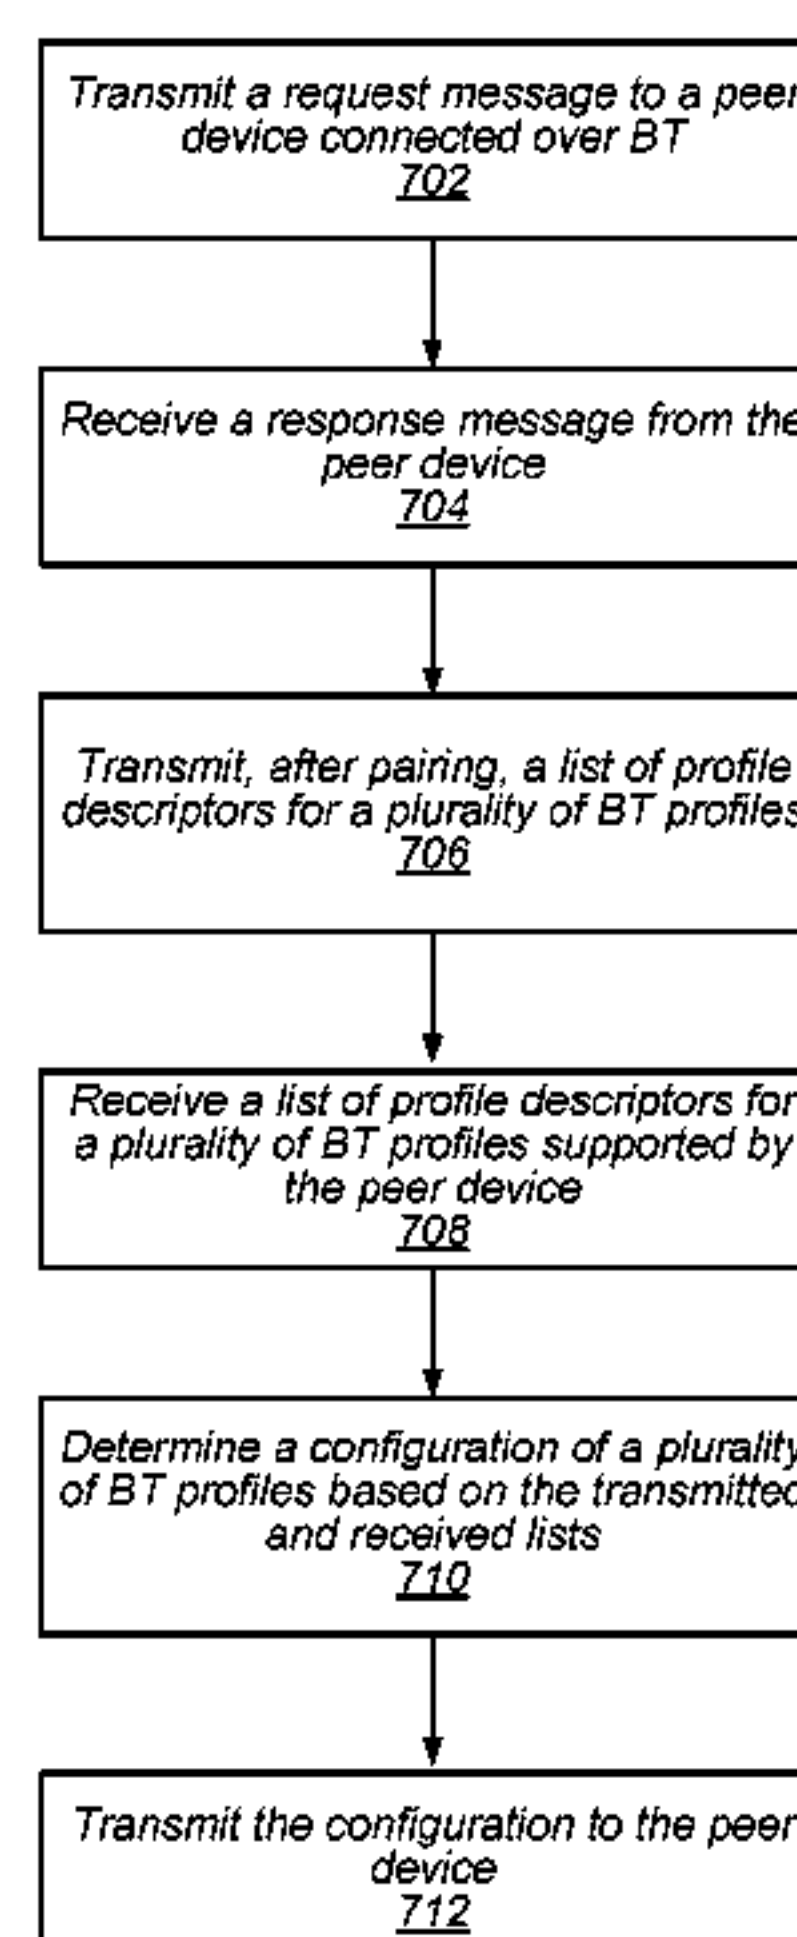 Transmit a request message to a peer
device connected over BT
702
Receive a response message from the
peer device
704
Transmit, after pairing, a list of profile
descriptors for a plurality of BT profiles
706
Receive a list of profile descriptors for
a plurality of BT profiles supported by
the peer device
708
Determine a configuration of a plurality
of BT profiles based on the transmitted
and received lists
710
Transmit the configuration to the peer
device
712